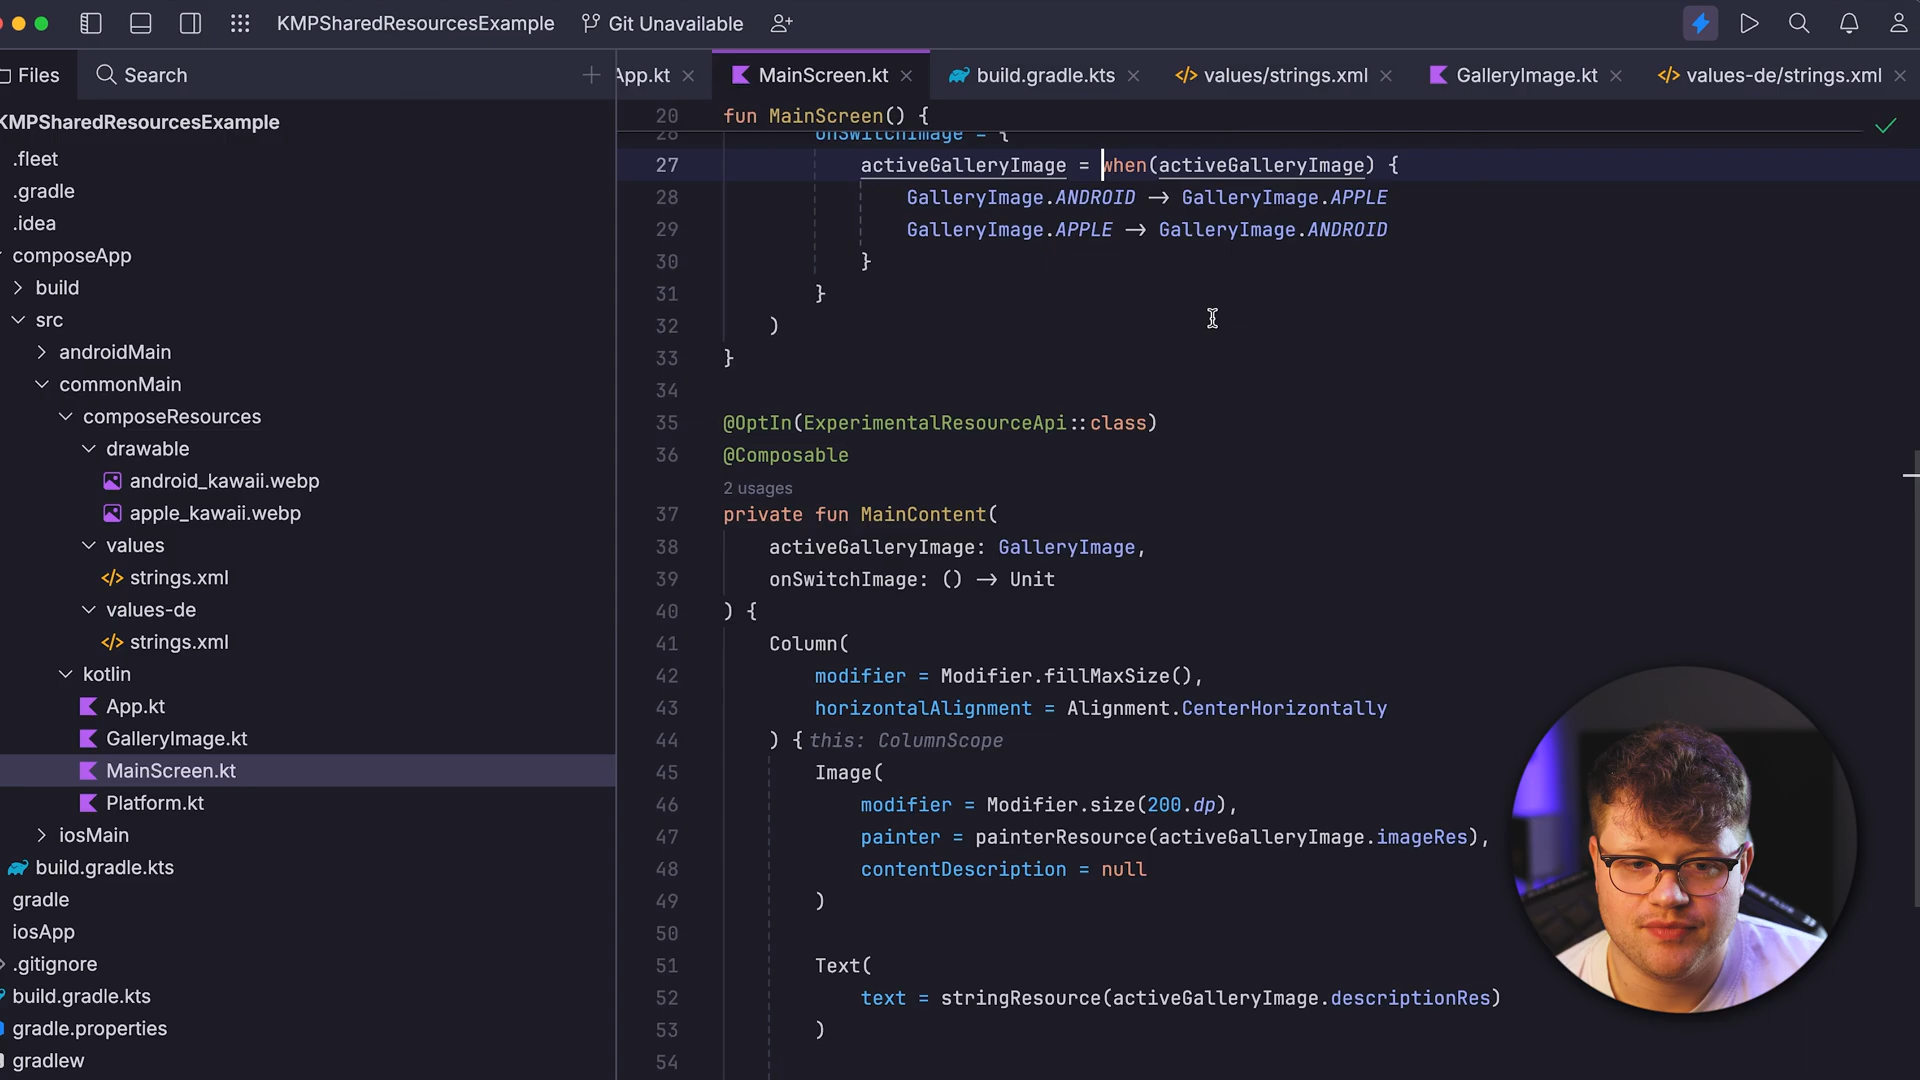 KMPSharedResourcesExample
Git Unavailable
Files
Search
App.kt
MainScreen.kt
build.gradle.kts
values/strings.xml
GalleryImage.kt
values-de/strings.xml
KMPSharedResourcesExample
.fleet
.gradle
.idea
composeApp
build
src
androidMain
commonMain
composeResources
drawable
android_kawaii.webp
apple_kawaii.webp
values
strings.xml
values-de
strings.xml
kotlin
App.kt
GalleryImage.kt
MainScreen.kt
Platform.kt
iosMain
build.gradle.kts
gradle
iosApp
.gitignore
build.gradle.kts
gradle.properties
gradlew
20 fun MainScreen() {
26 onSwitchImage = {
27 activeGalleryImage = when(activeGalleryImage) {
28 GalleryImage.ANDROID → GalleryImage.APPLE
29 GalleryImage.APPLE → GalleryImage.ANDROID
30 }
31 }
32 )
33 }
34
35 @OptIn(ExperimentalResourceApi::class)
36 @Composable
2 usages
37 private fun MainContent(
38 activeGalleryImage: GalleryImage,
39 onSwitchImage: () → Unit
40 ) {
41 Column(
42 modifier = Modifier.fillMaxSize(),
43 horizontalAlignment = Alignment.CenterHorizontally
44 ) { this: ColumnScope
45 Image(
46 modifier = Modifier.size(200.dp),
47 painter = painterResource(activeGalleryImage.imageRes),
48 contentDescription = null
49 )
50
51 Text(
52 text = stringResource(activeGalleryImage.descriptionRes)
53 )
54